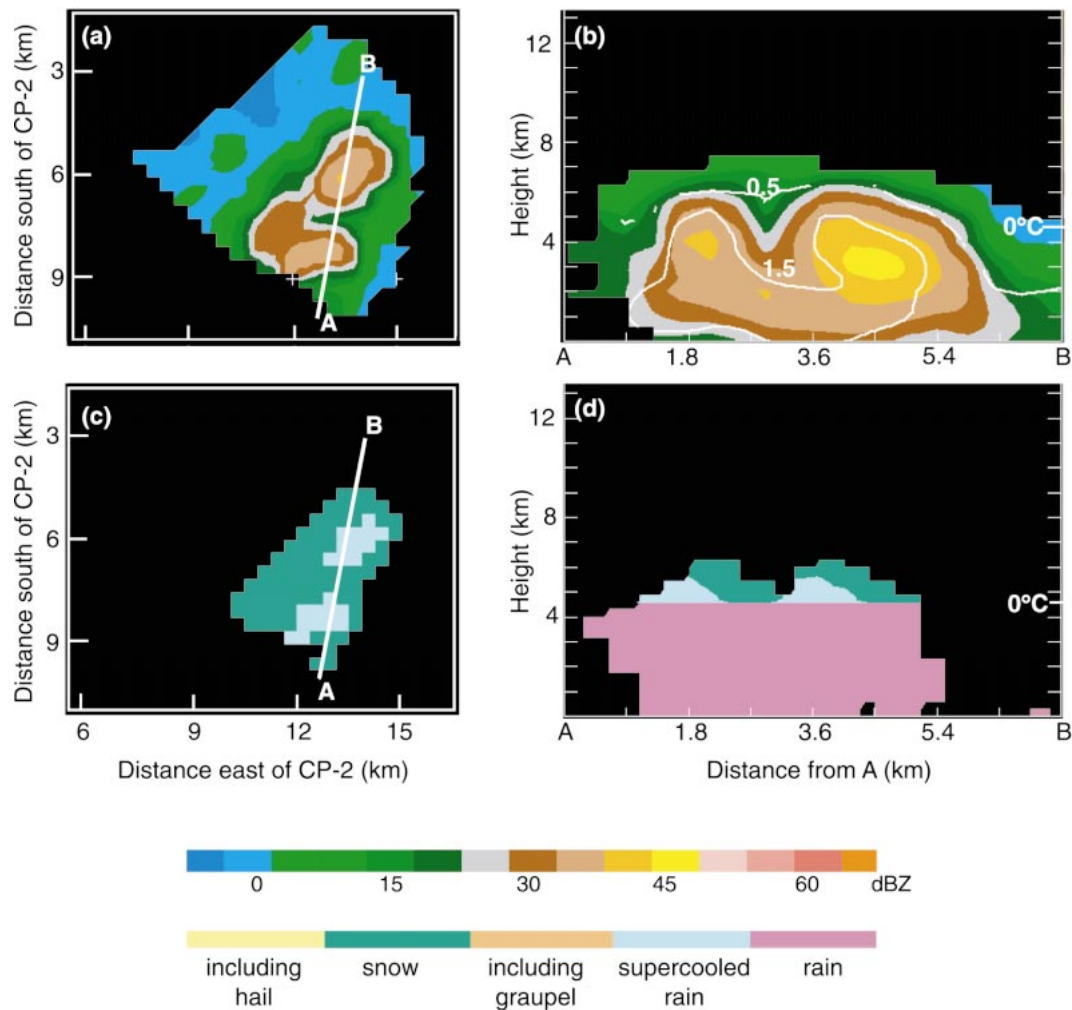 (a)
B
A
Distance south of CP-2 (km)
3
6
9
(b)
Height (km)
12
8
4
0.5
1.5
0°C
A
1.8
3.6
5.4
B
(c)
B
A
Distance south of CP-2 (km)
3
6
9
6
9
12
15
Distance east of CP-2 (km)
(d)
Height (km)
12
8
4
0°C
A
1.8
3.6
5.4
B
Distance from A (km)
0
15
30
45
60
dBZ
including
hail
snow
including
graupel
supercooled
rain
rain